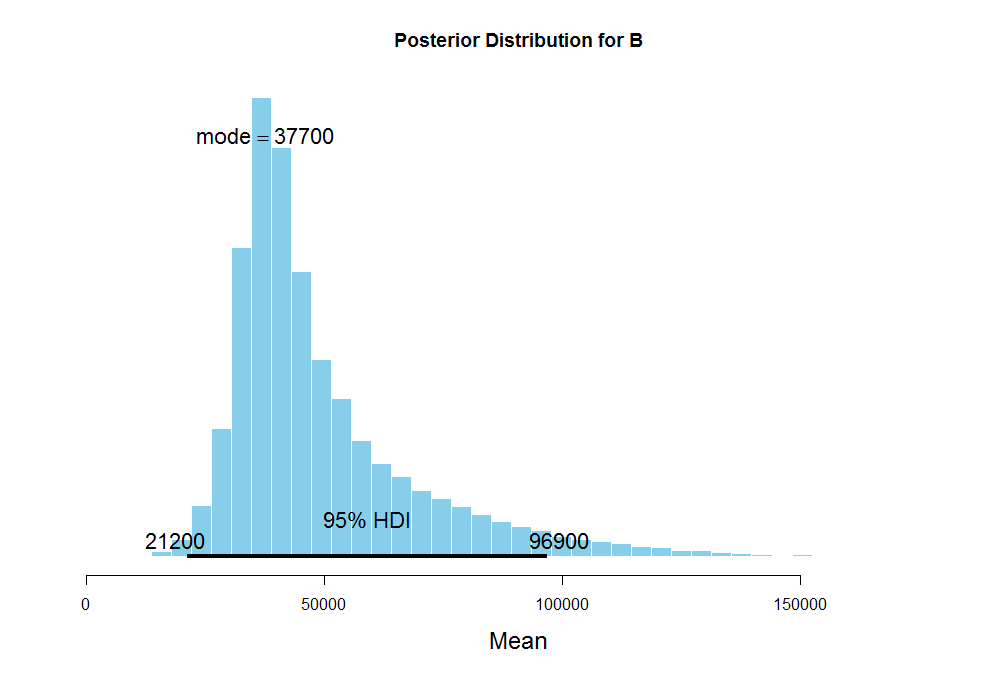 Posterior Distribution for B
mode = 37700
95% HDI
21200 96900
0 50000 100000 150000
Mean